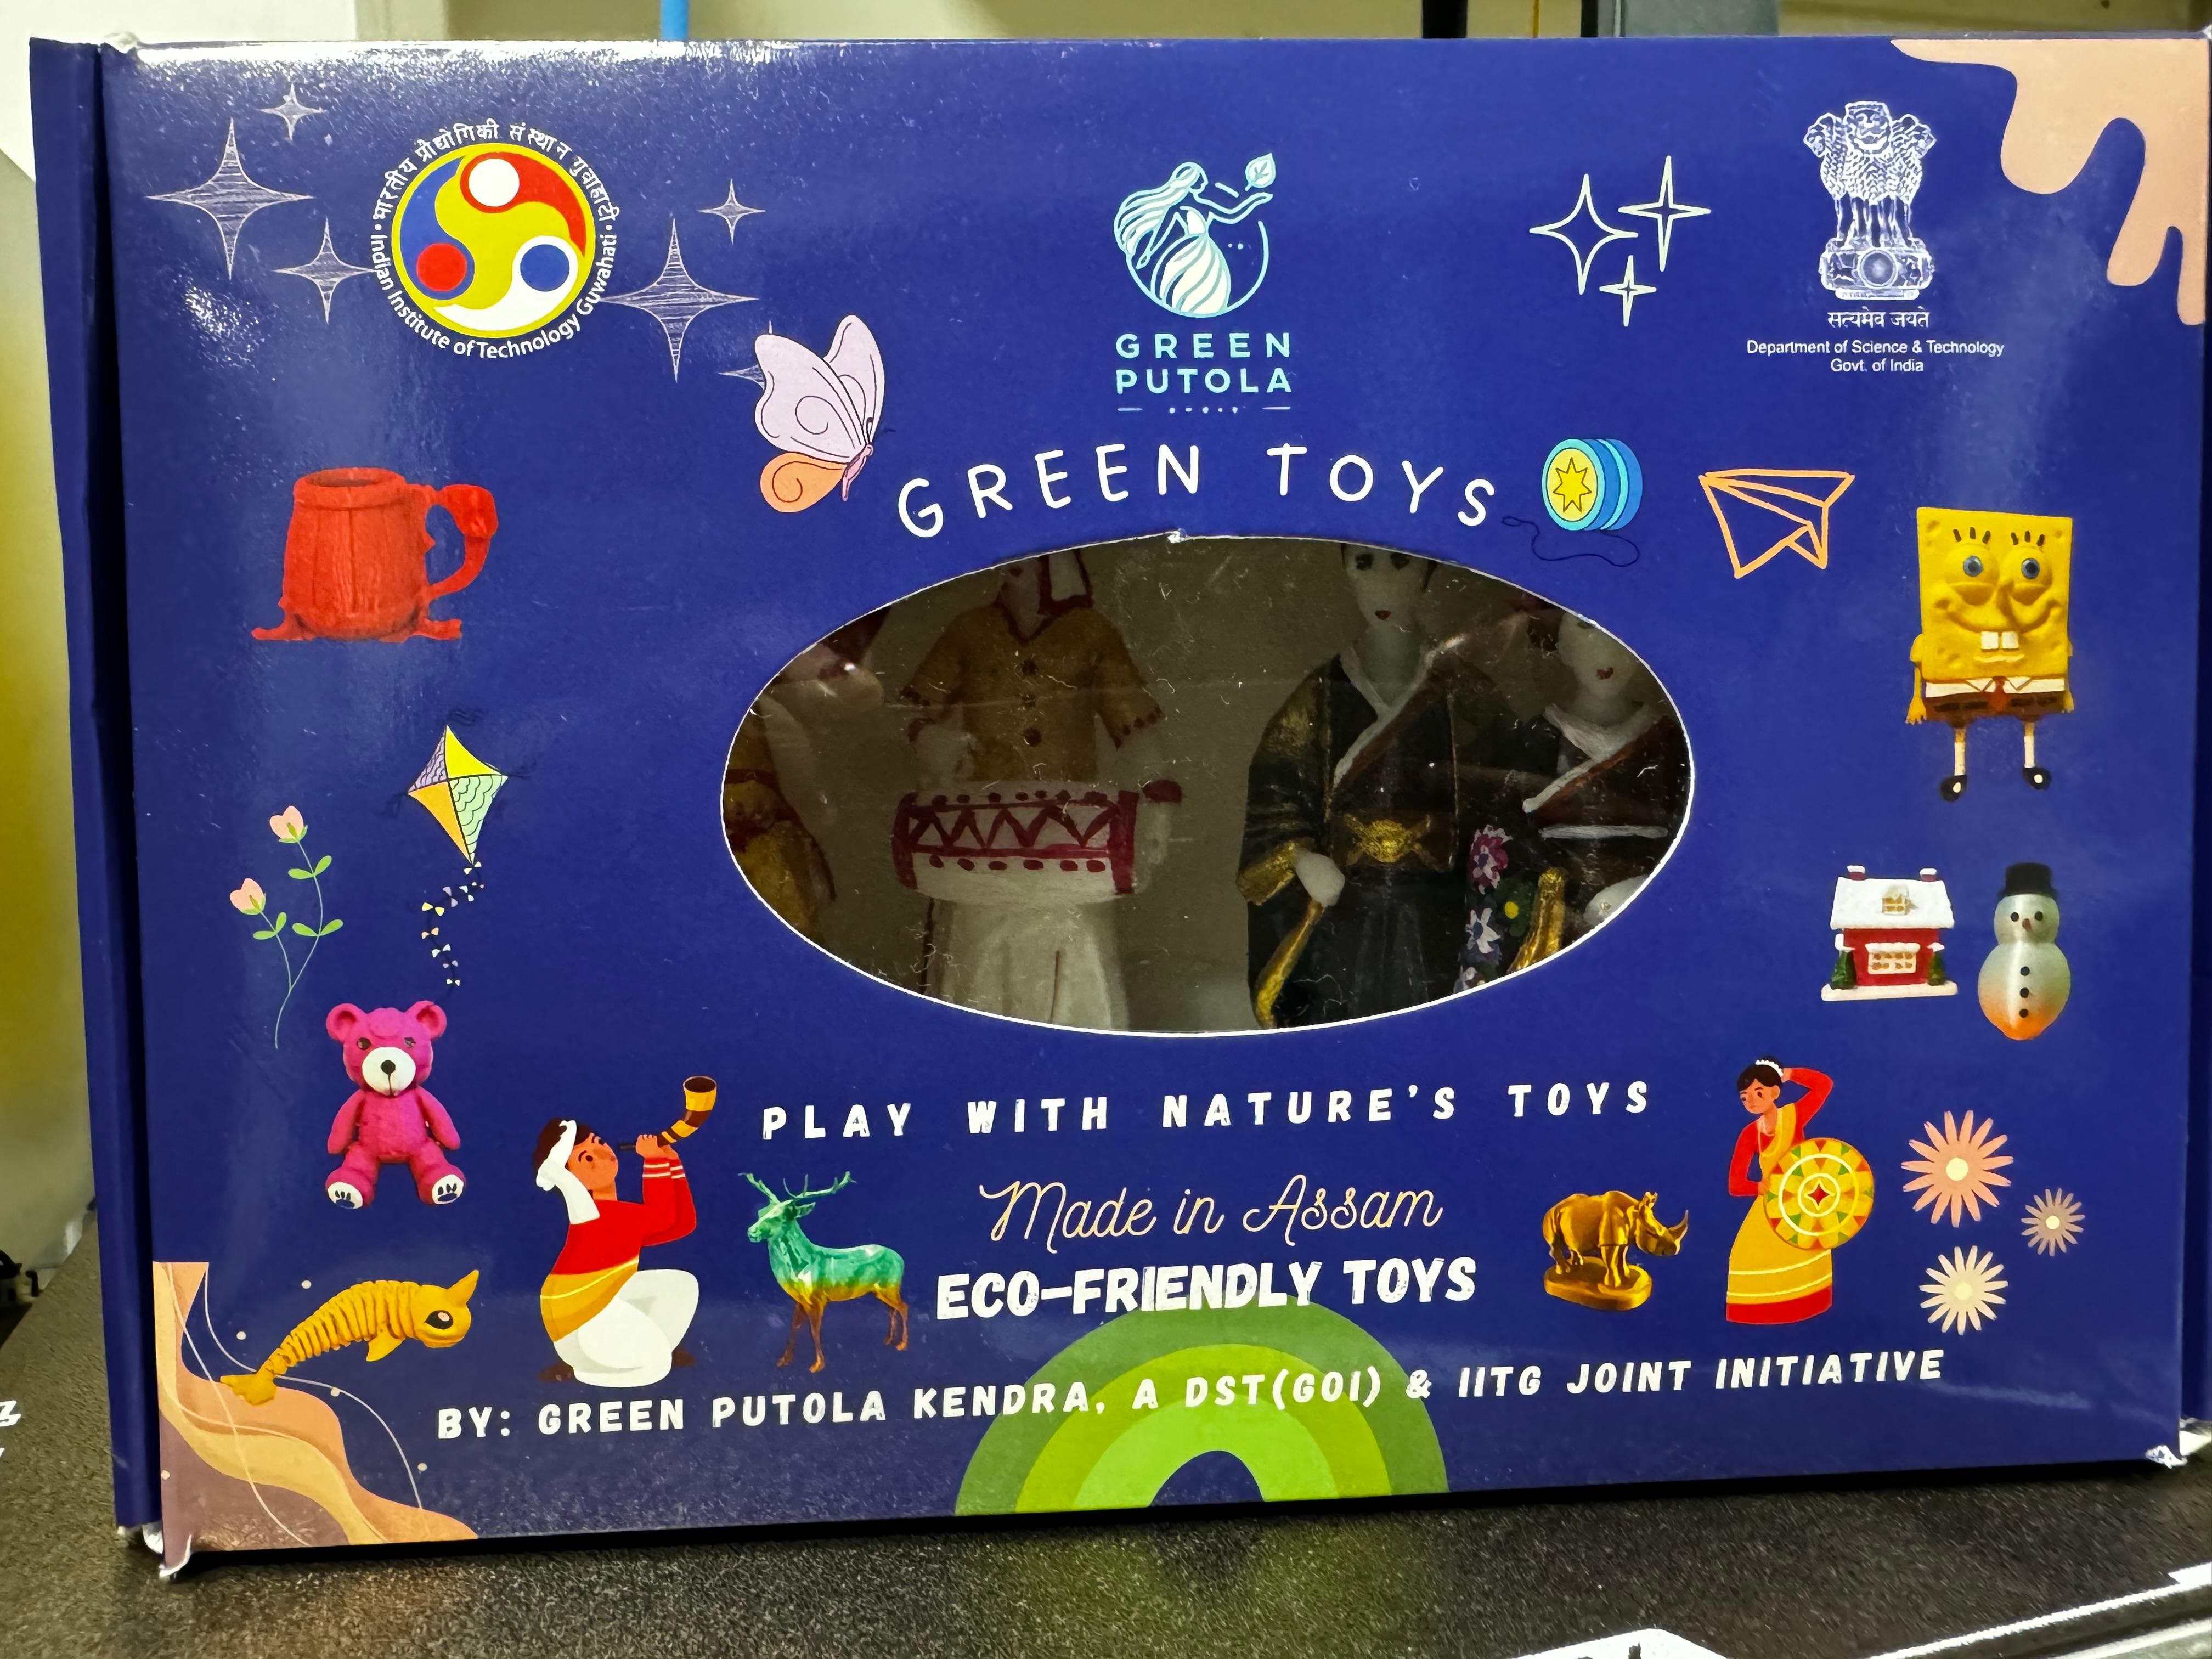 भारतीय प्रौद्योगिकी संस्थान गुवाहाटी
Indian Institute of Technology Guwahati
GREEN
PUTOLA
सत्यमेव जयते
Department of Science & Technology
Govt. of India
GREEN TOYS
PLAY WITH NATURE'S TOYS
Made in Assam
ECO-FRIENDLY TOYS
BY: GREEN PUTOLA KENDRA, A DST(GOI) & IITG JOINT INITIATIVE